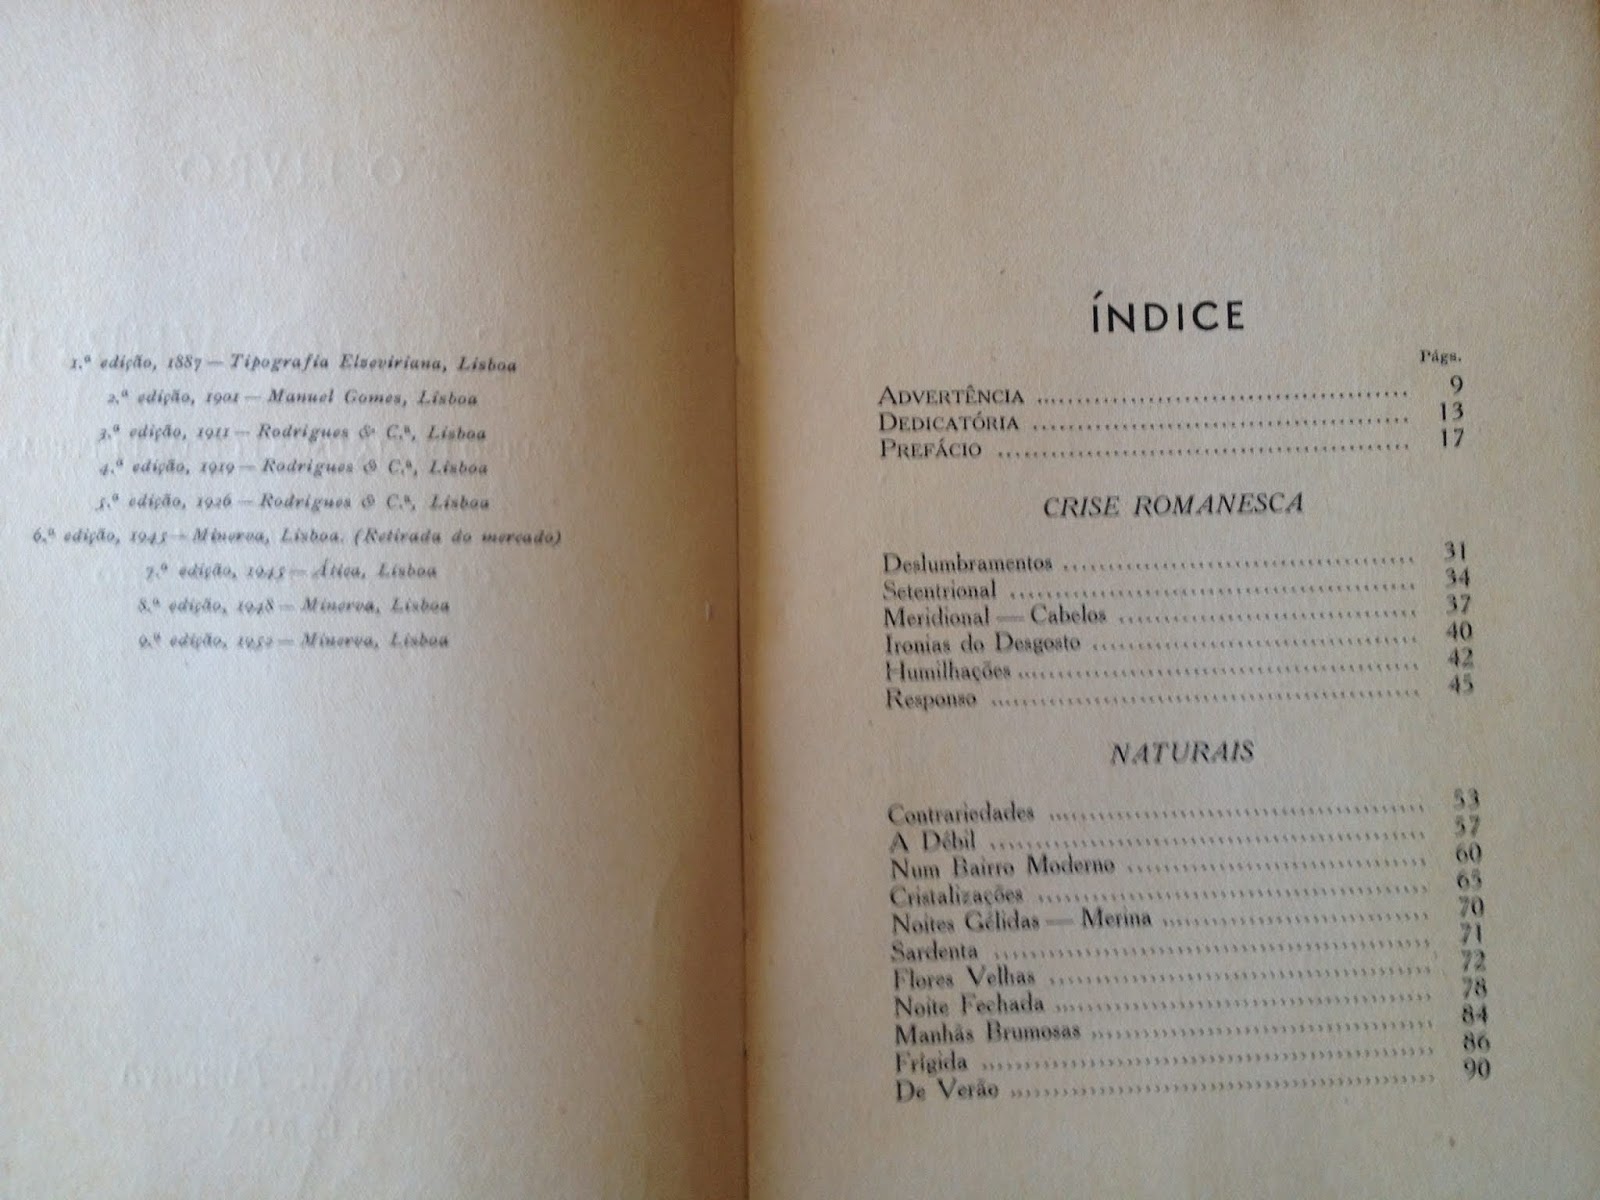 1.ª edição, 1887 — Tipografia Elzeviriana, Lisboa
2.ª edição, 1901 — Manuel Gomes, Lisboa
3.ª edição, 1911 — Rodrigues & C.ª, Lisboa
4.ª edição, 1919 — Rodrigues & C.ª, Lisboa
5.ª edição, 1926 — Rodrigues & C.ª, Lisboa
6.ª edição, 1945 — Minerva, Lisboa. (Retirada do mercado)
7.ª edição, 1945 — Ática, Lisboa
8.ª edição, 1948 — Minerva, Lisboa
9.ª edição, 1952 — Minerva, Lisboa
ÍNDICE
Págs.
ADVERTÊNCIA ........ 9
DEDICATÓRIA ........ 13
PREFÁCIO ........ 17
CRISE ROMANESCA
Deslumbramentos ........ 31
Setentrional ........ 34
Meridional — Cabelos ........ 37
Ironias do Desgosto ........ 40
Humilhações ........ 42
Responso ........ 45
NATURAIS
Contrariedades ........ 53
A Débil ........ 57
Num Bairro Moderno ........ 60
Cristalizações ........ 65
Noites Gélidas — Merina ........ 70
Sardenta ........ 71
Flores Velhas ........ 72
Noite Fechada ........ 78
Manhãs Brumosas ........ 84
Frígida ........ 86
De Verão ........ 90